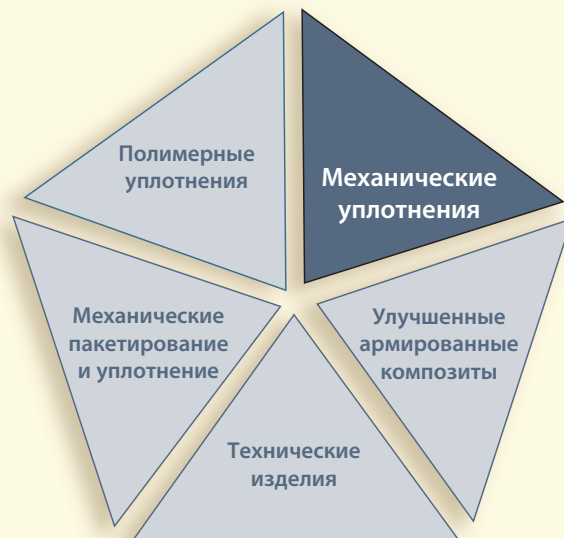 Полимерные
уплотнения
Механические
уплотнения
Механические
пакетирование
и уплотнение
Улучшенные
армированные
композиты
Технические
изделия